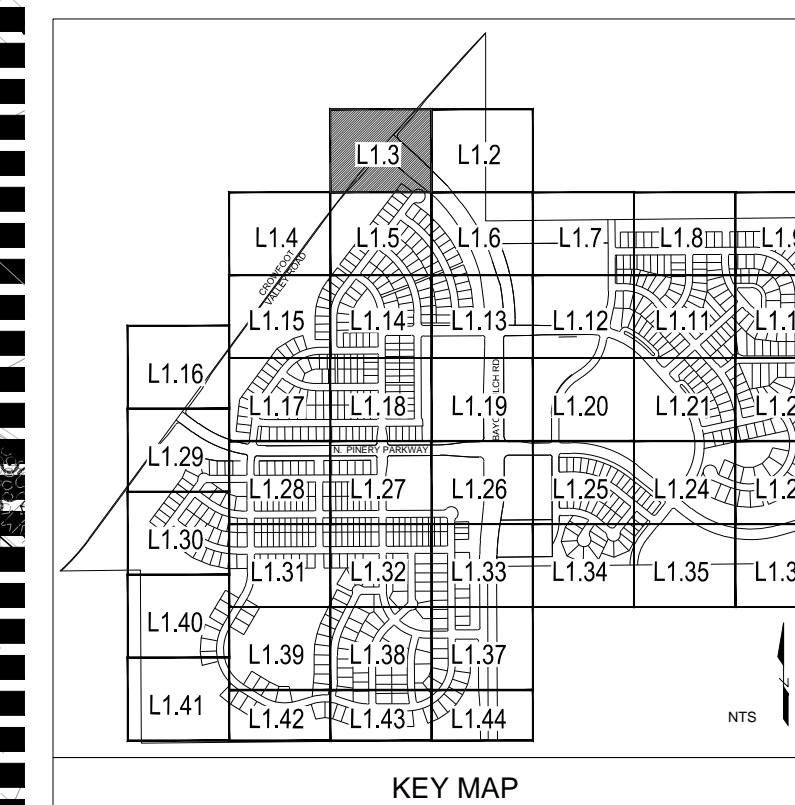 L1.3 L1.2
L1.4 L1.5 L1.6 L1.7 L1.8
CROWFOOT
VALLEY ROAD
L1.15 L1.14 L1.13 L1.12 L1.11
L1.16
L1.17 L1.18 L1.19 L1.20 L1.21
N. PINERY PARKWAY
L1.29
L1.28 L1.27 L1.26 L1.25 L1.24
L1.30
L1.31 L1.32 L1.33 L1.34 L1.35
L1.40
L1.39 L1.38 L1.37
L1.41
L1.42 L1.43 L1.44
NTS
KEY MAP